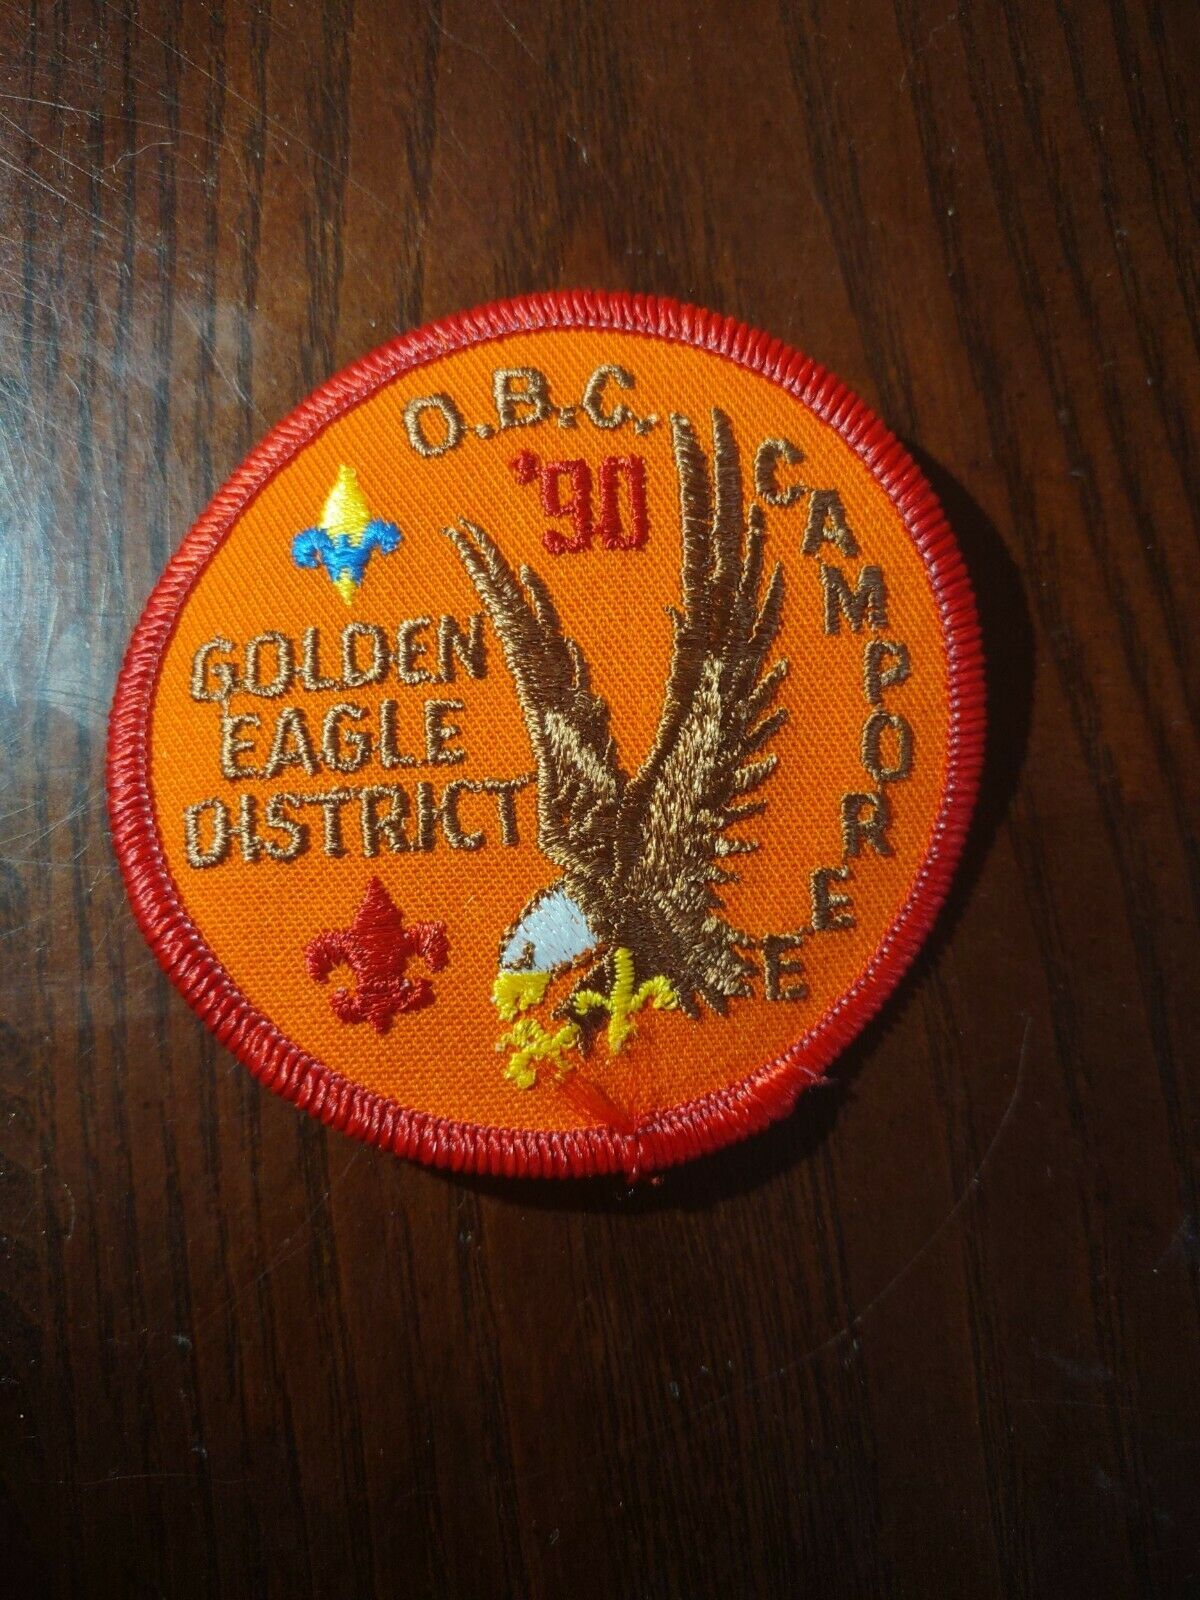 O.B.C.
'90
CAMPOREE
GOLDEN
EAGLE
DISTRICT